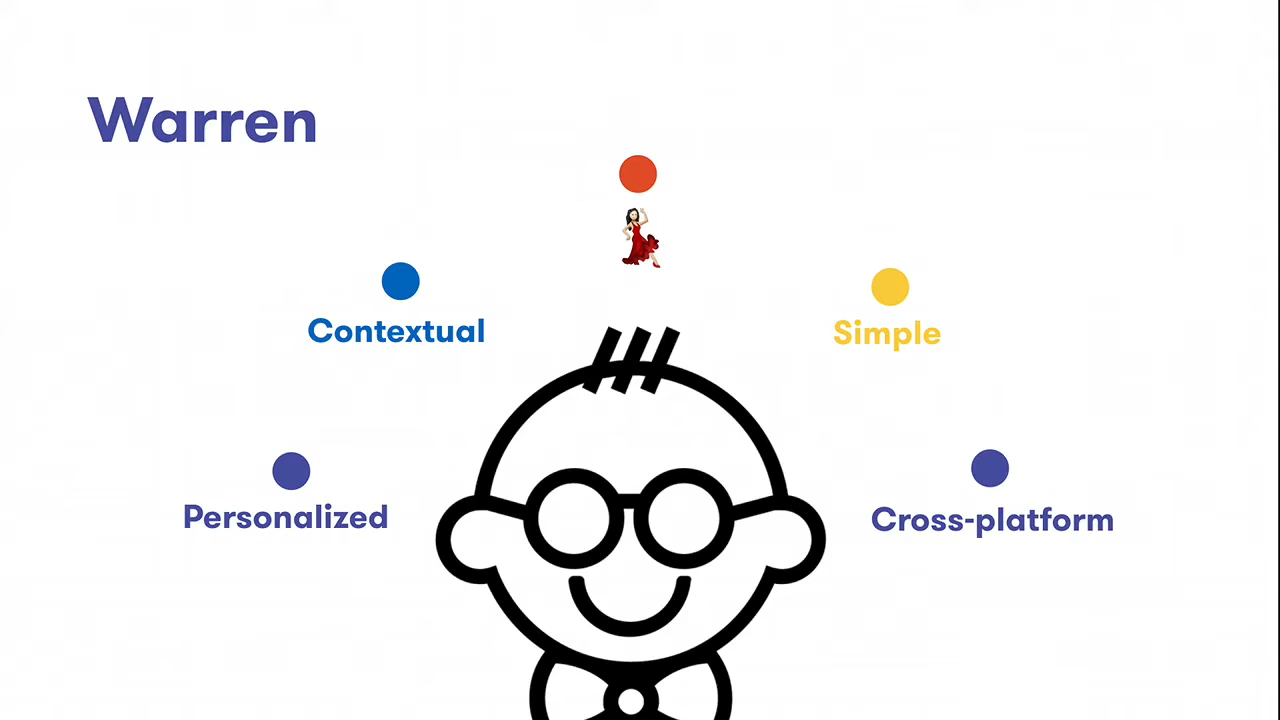 Warren
Contextual
Simple
Personalized
Cross-platform